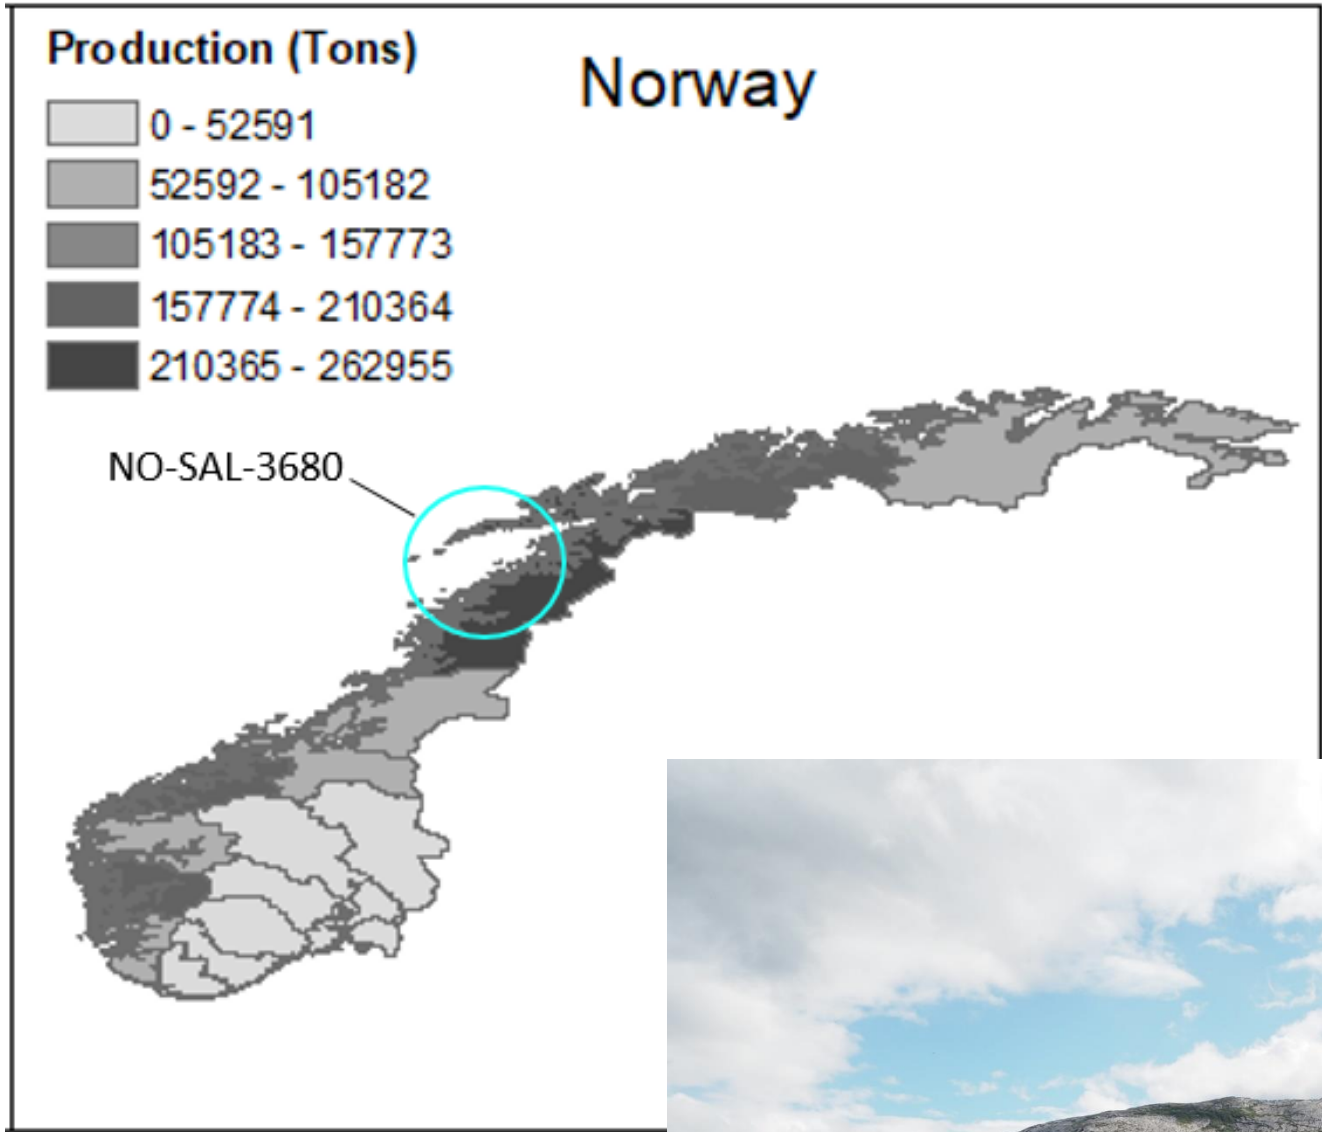 Production (Tons)
Norway
0 - 52591
52592 - 105182
105183 - 157773
157774 - 210364
210365 - 262955
NO-SAL-3680